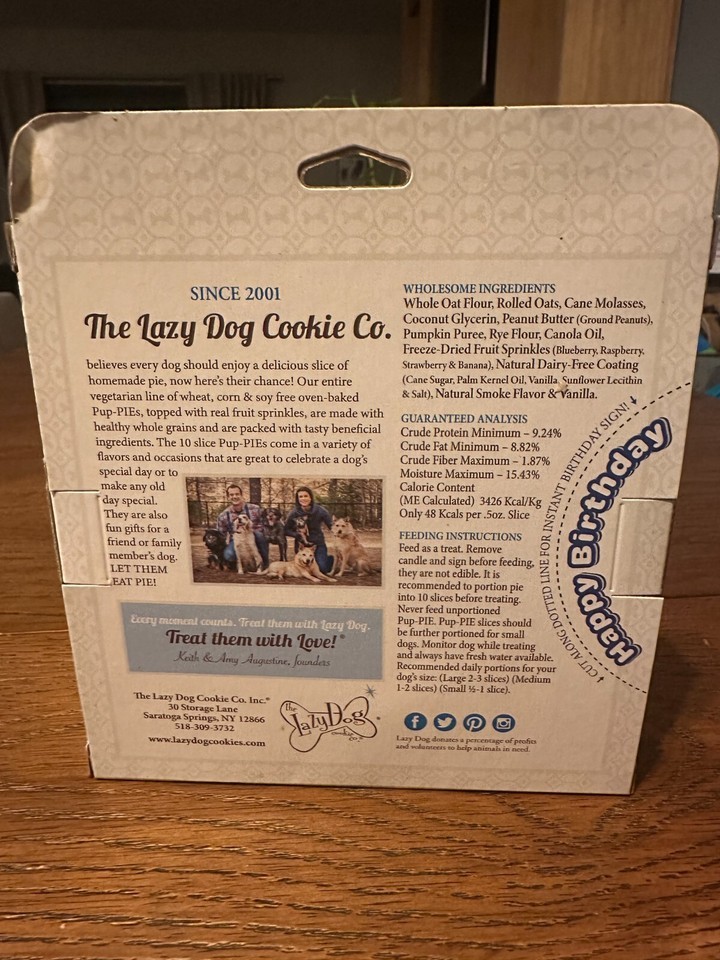 SINCE 2001
The Lazy Dog Cookie Co.
believes every dog should enjoy a delicious slice of
homemade pie, now here's their chance! Our entire
vegetarian line of wheat, corn & soy free oven-baked
Pup-PIEs, topped with real fruit sprinkles, are made with
healthy whole grains and are packed with tasty beneficial
ingredients. The 10 slice Pup-PIEs come in a variety of
flavors and occasions that are great to celebrate a dog's
special day or to
make any old
day special.
They are also
fun gifts for a
friend or family
member's dog.
LET THEM
EAT PIE!
Every moment counts. Treat them with Lazy Dog.
Treat them with Love!®
Keith & Amy Augustine, founders
The Lazy Dog Cookie Co. Inc.®
30 Storage Lane
Saratoga Springs, NY 12866
518-309-3732
www.lazydogcookies.com
The
Lazy Dog
cookie
co.
WHOLESOME INGREDIENTS
Whole Oat Flour, Rolled Oats, Cane Molasses,
Coconut Glycerin, Peanut Butter (Ground Peanuts),
Pumpkin Puree, Rye Flour, Canola Oil,
Freeze-Dried Fruit Sprinkles (Blueberry, Raspberry,
Strawberry & Banana), Natural Dairy-Free Coating
(Cane Sugar, Palm Kernel Oil, Vanilla, Sunflower Lecithin
& Salt), Natural Smoke Flavor & Vanilla.
GUARANTEED ANALYSIS
Crude Protein Minimum – 9.24%
Crude Fat Minimum – 8.82%
Crude Fiber Maximum – 1.87%
Moisture Maximum – 15.43%
Calorie Content
(ME Calculated) 3426 Kcal/Kg
Only 48 Kcals per .5oz. Slice
FEEDING INSTRUCTIONS
Feed as a treat. Remove
candle and sign before feeding,
they are not edible. It is
recommended to portion pie
into 10 slices before treating.
Never feed unportioned
Pup-PIE. Pup-PIE slices should
be further portioned for small
dogs. Monitor dog while treating
and always have fresh water available.
Recommended daily portions for your
dog's size: (Large 2-3 slices) (Medium
1-2 slices) (Small ½-1 slice).
Lazy Dog donates a percentage of profits
and volunteers to help animals in need.
CUT ALONG DOTTED LINE FOR INSTANT BIRTHDAY SIGN!
Happy Birthday